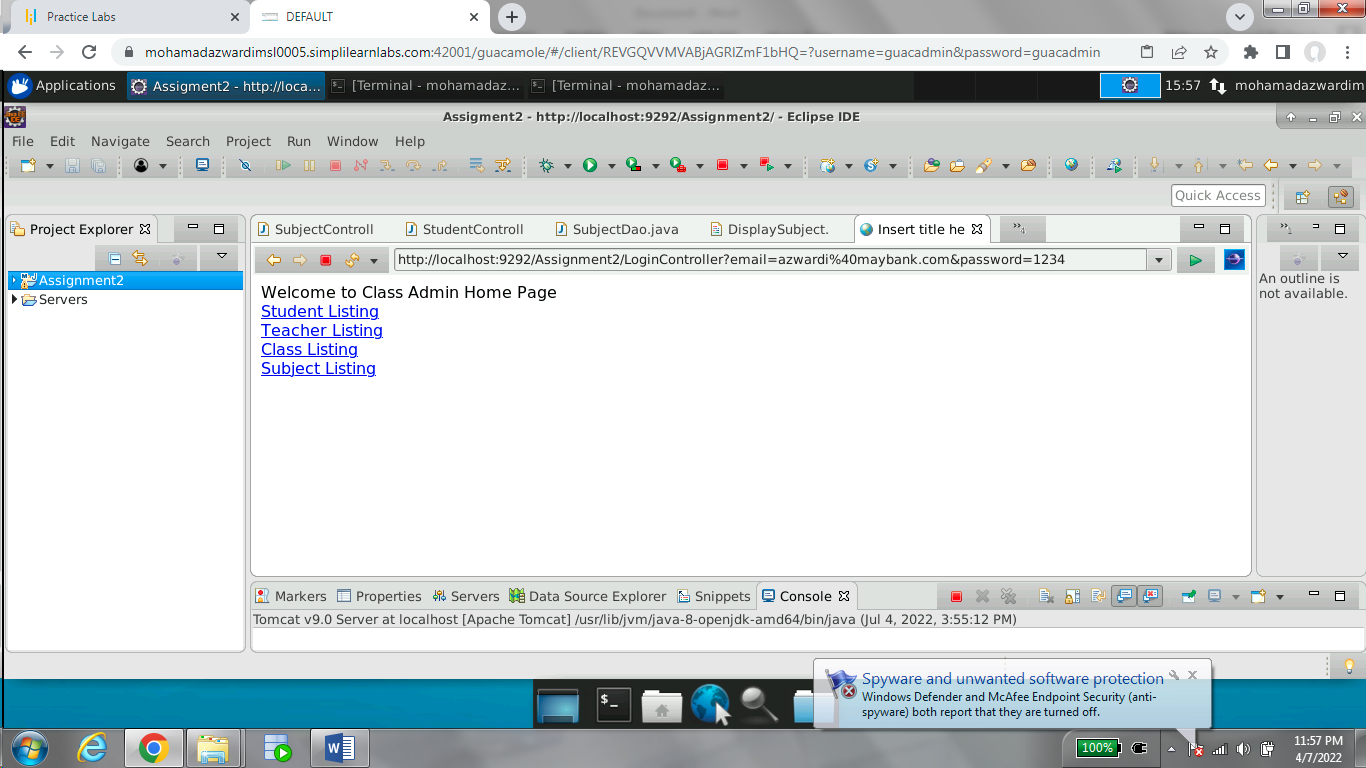 Practice Labs
DEFAULT
mohamadazwardimsl0005.simplilearnlabs.com:42001/guacamole/#/client/REVGQVVMVABjAGRlZmF1bHQ=?username=guacadmin&password=guacadmin
Applications
Assigment2 - http://loca...
[Terminal - mohamadaz...
[Terminal - mohamadaz...
15:57
mohamadazwardim
Assigment2 - http://localhost:9292/Assignment2/ - Eclipse IDE
File Edit Navigate Search Project Run Window Help
Quick Access
Project Explorer
SubjectControll
StudentControll
SubjectDao.java
DisplaySubject.
Insert title he
http://localhost:9292/Assignment2/LoginController?email=azwardi%40maybank.com&password=1234
Assignment2
Servers
Welcome to Class Admin Home Page
Student Listing
Teacher Listing
Class Listing
Subject Listing
An outline is
not available.
Markers Properties Servers Data Source Explorer Snippets Console
Tomcat v9.0 Server at localhost [Apache Tomcat] /usr/lib/jvm/java-8-openjdk-amd64/bin/java (Jul 4, 2022, 3:55:12 PM)
Spyware and unwanted software protection
Windows Defender and McAfee Endpoint Security (anti-
spyware) both report that they are turned off.
100%
11:57 PM
4/7/2022